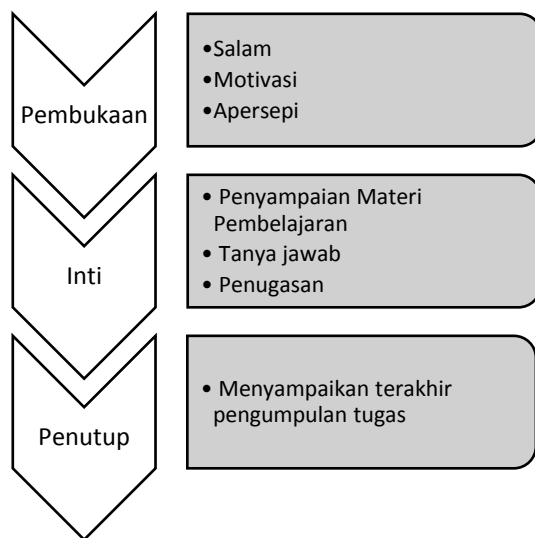 Pembukaan
•Salam
•Motivasi
•Apersepi
Inti
• Penyampaian Materi
Pembelajaran
• Tanya jawab
• Penugasan
Penutup
• Menyampaikan terakhir
pengumpulan tugas